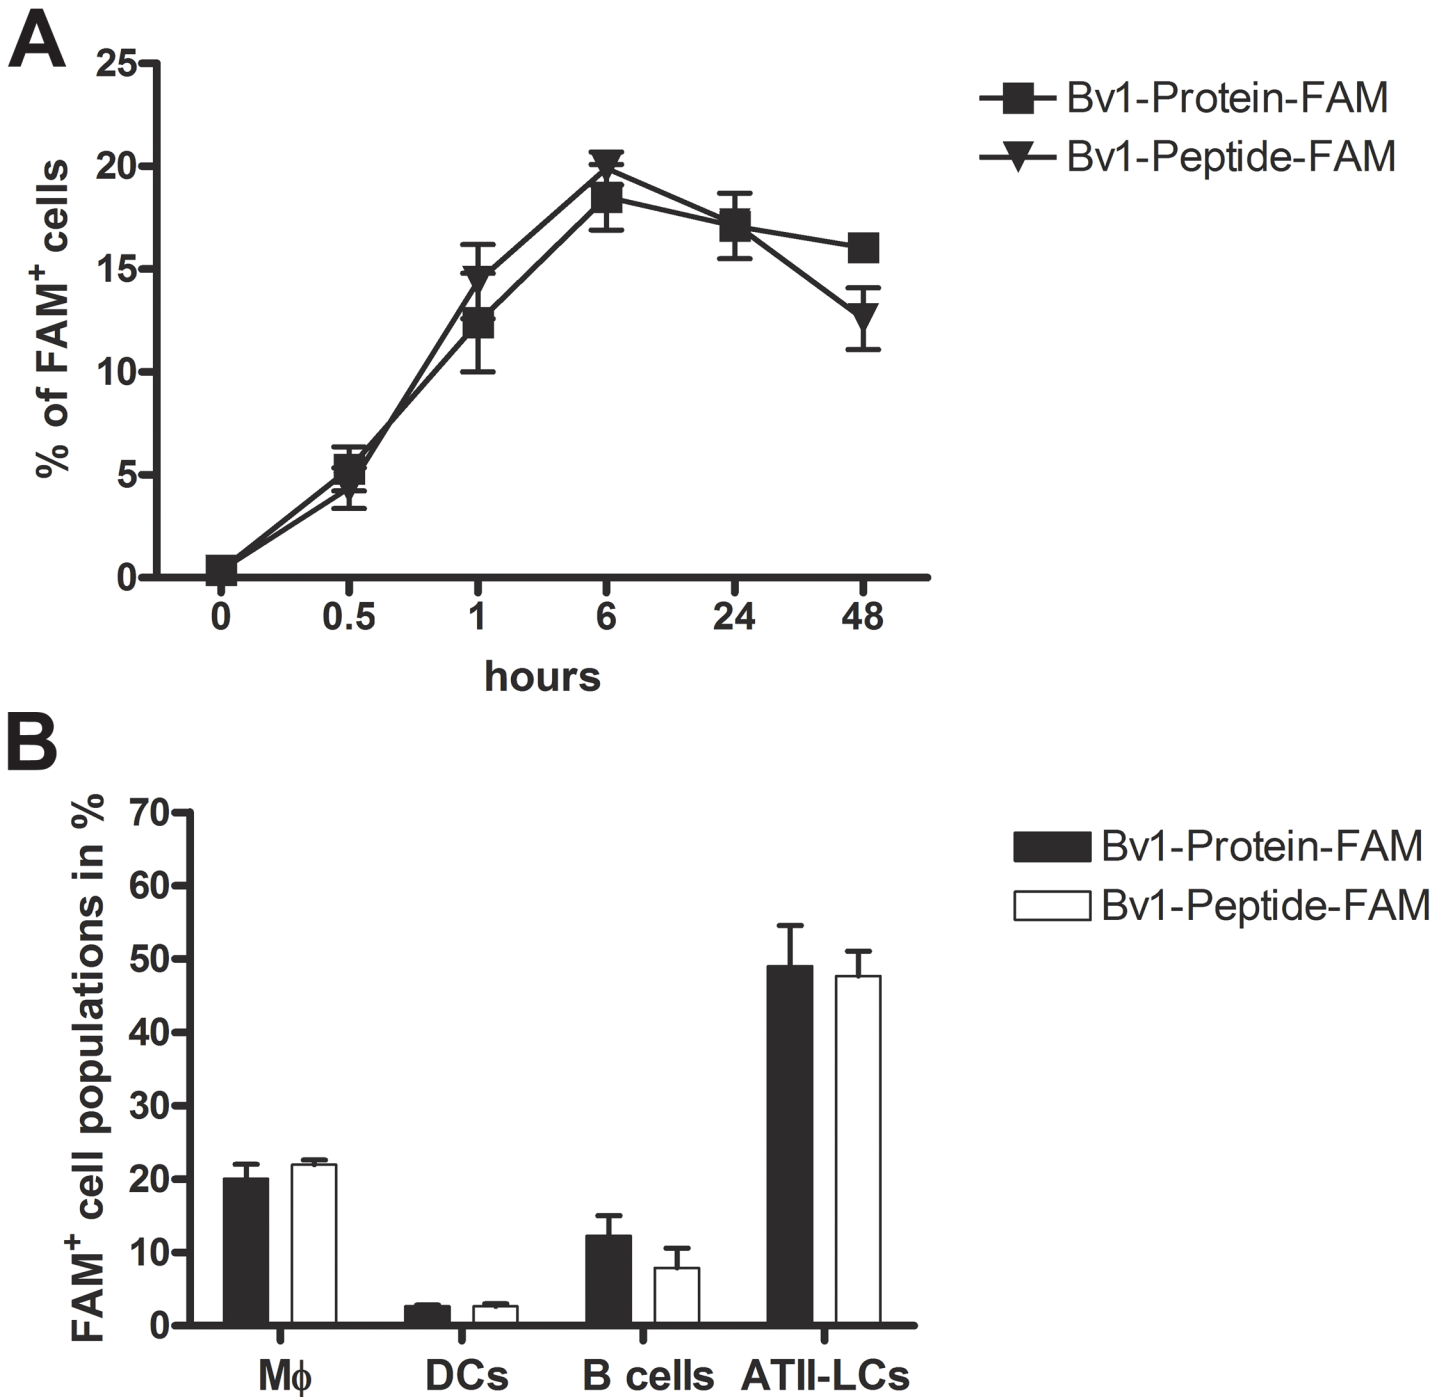 A
25
20
15
10
5
0
% of FAM+ cells
0 0.5 1 6 24 48
hours
Bv1-Protein-FAM
Bv1-Peptide-FAM
B
70
60
50
40
30
20
10
0
FAM+ cell populations in %
Mϕ DCs B cells ATII-LCs
Bv1-Protein-FAM
Bv1-Peptide-FAM